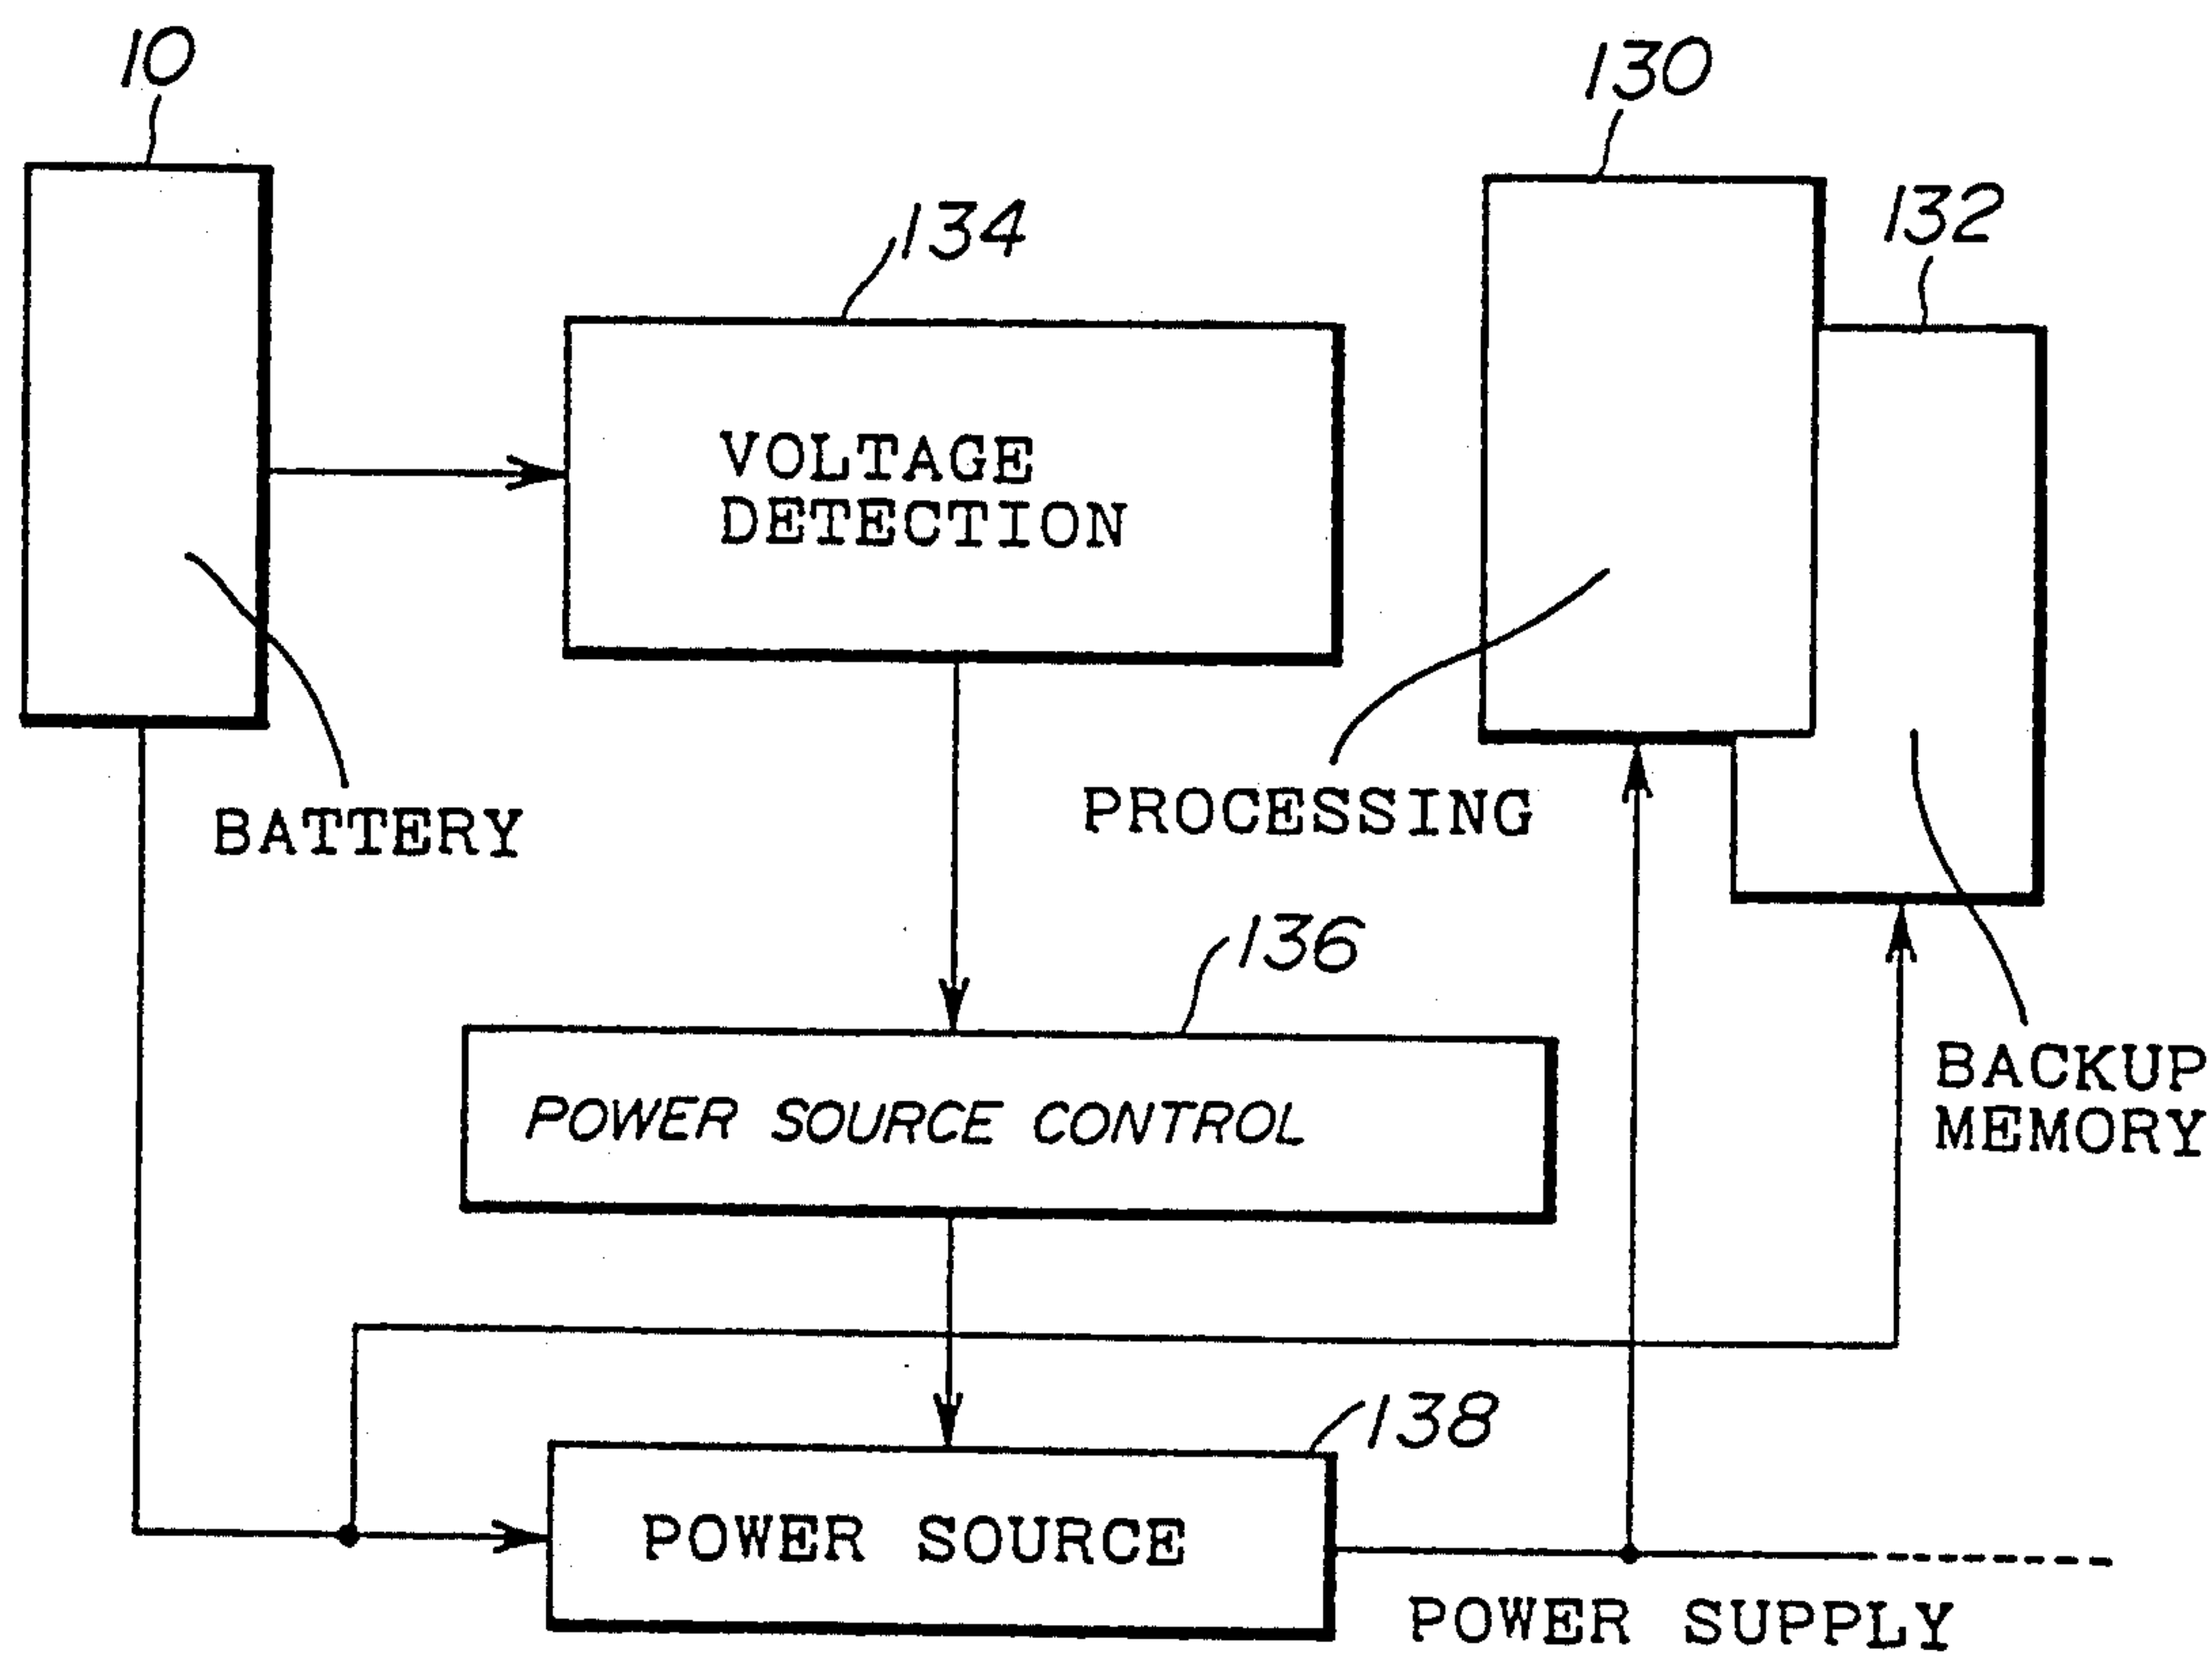 10
130
132
134
VOLTAGE
DETECTION
PROCESSING
BATTERY
136
BACKUP
MEMORY
POWER SOURCE CONTROL
138
POWER SOURCE
POWER SUPPLY